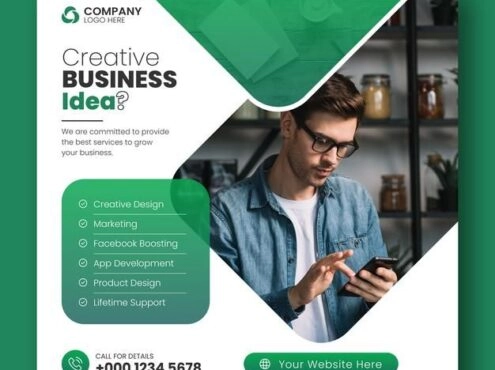 COMPANY
LOGO HERE
Creative
BUSINESS
Idea?
We are committed to provide
the best services to grow
your business.
Creative Design
Marketing
Facebook Boosting
App Development
Product Design
Lifetime Support
CALL FOR DETAILS
+000 1234 5678
Your Website Here